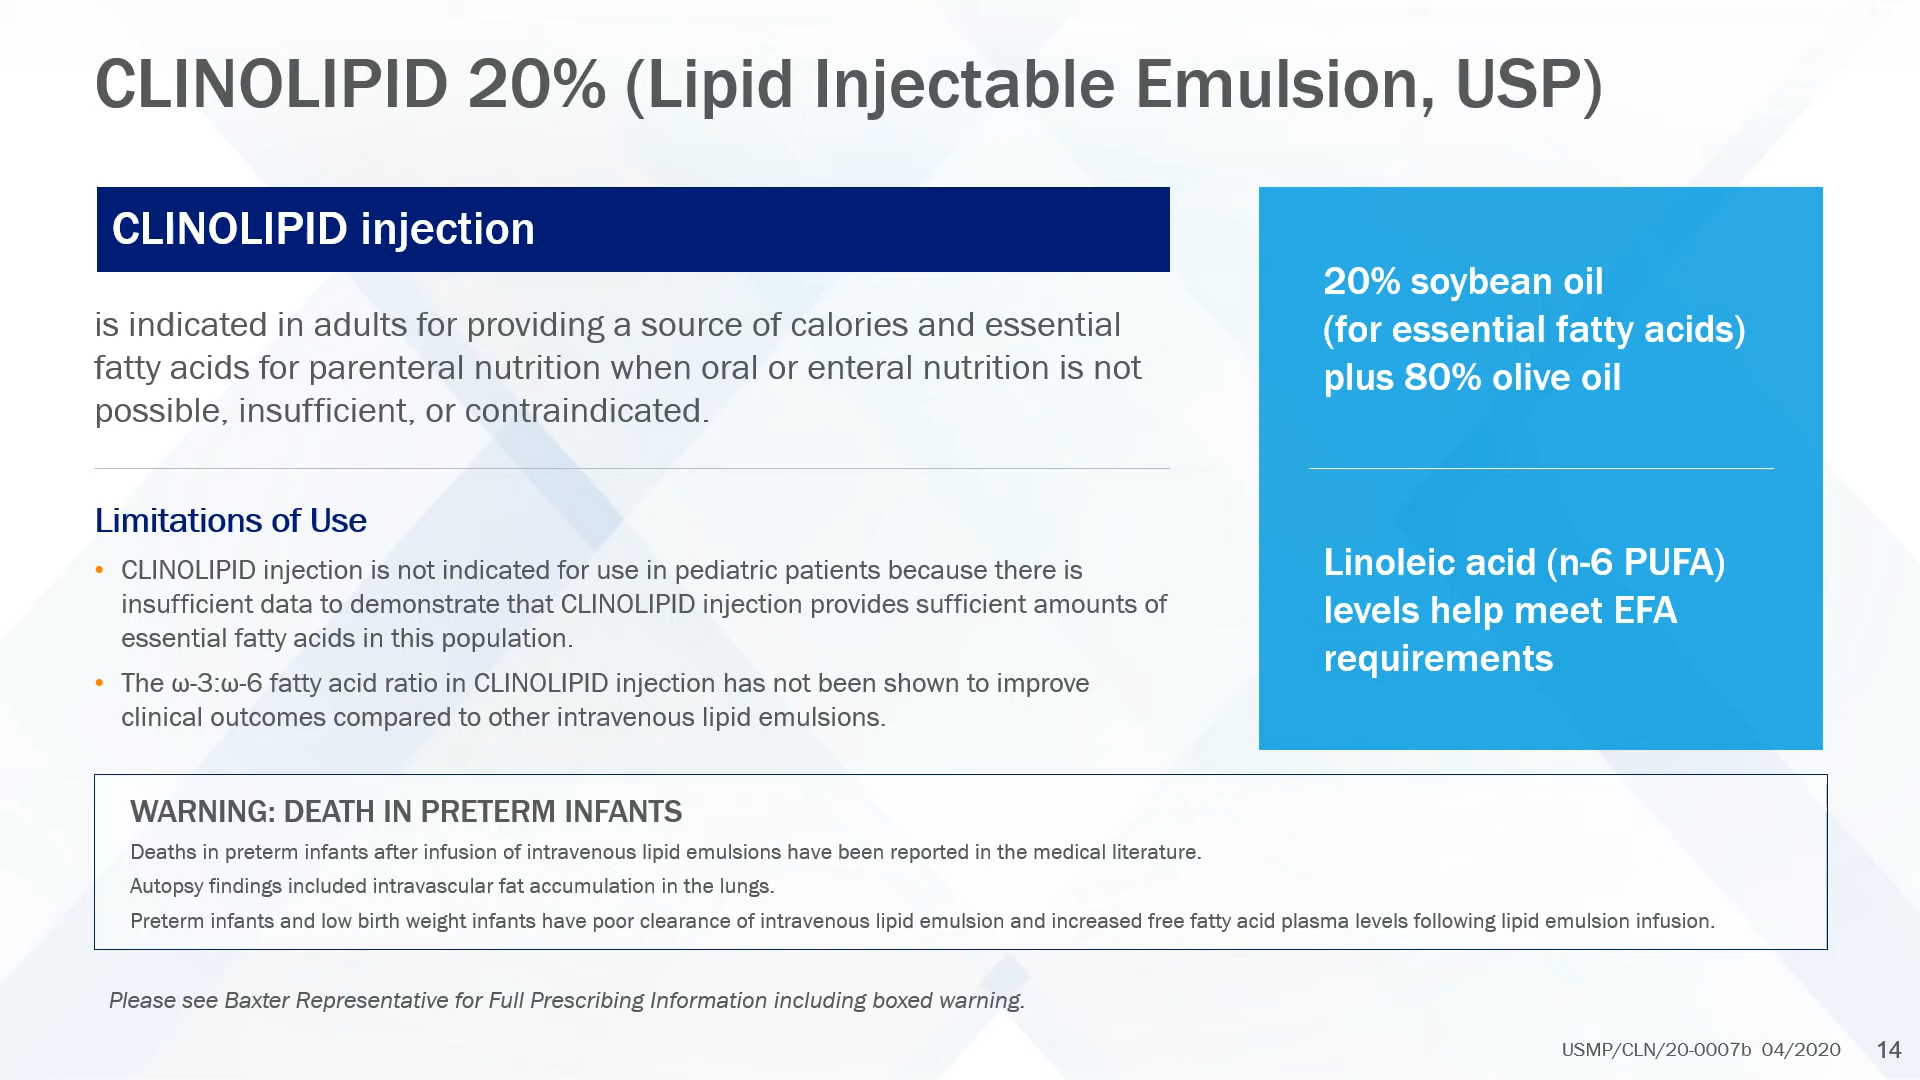 CLINOLIPID 20% (Lipid Injectable Emulsion, USP)
CLINOLIPID injection
is indicated in adults for providing a source of calories and essential
fatty acids for parenteral nutrition when oral or enteral nutrition is not
possible, insufficient, or contraindicated.
Limitations of Use
• CLINOLIPID injection is not indicated for use in pediatric patients because there is
insufficient data to demonstrate that CLINOLIPID injection provides sufficient amounts of
essential fatty acids in this population.
• The ω-3:ω-6 fatty acid ratio in CLINOLIPID injection has not been shown to improve
clinical outcomes compared to other intravenous lipid emulsions.
20% soybean oil
(for essential fatty acids)
plus 80% olive oil
Linoleic acid (n-6 PUFA)
levels help meet EFA
requirements
WARNING: DEATH IN PRETERM INFANTS
Deaths in preterm infants after infusion of intravenous lipid emulsions have been reported in the medical literature.
Autopsy findings included intravascular fat accumulation in the lungs.
Preterm infants and low birth weight infants have poor clearance of intravenous lipid emulsion and increased free fatty acid plasma levels following lipid emulsion infusion.
Please see Baxter Representative for Full Prescribing Information including boxed warning.
USMP/CLN/20-0007b 04/2020 14